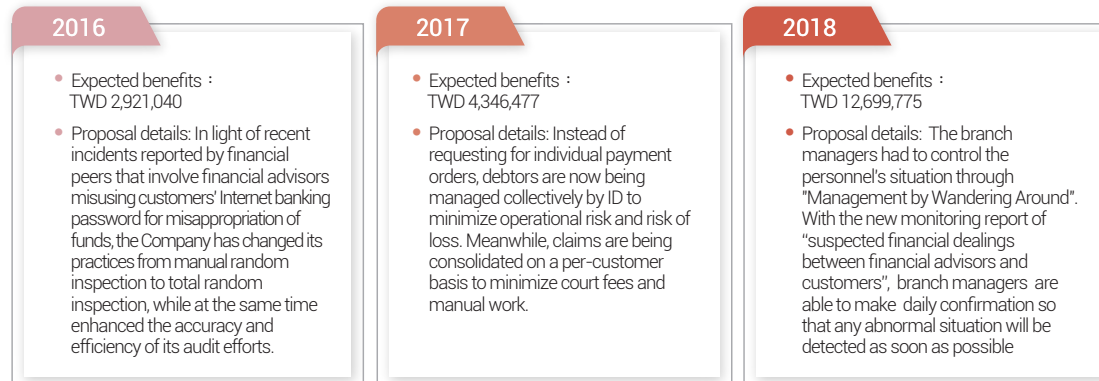 2016
• Expected benefits：
TWD 2,921,040
• Proposal details: In light of recent
incidents reported by financial
peers that involve financial advisors
misusing customers' Internet banking
password for misappropriation of
funds, the Company has changed its
practices from manual random
inspection to total random
inspection, while at the same time
enhanced the accuracy and
efficiency of its audit efforts.
2017
• Expected benefits：
TWD 4,346,477
• Proposal details: Instead of
requesting for individual payment
orders, debtors are now being
managed collectively by ID to
minimize operational risk and risk of
loss. Meanwhile, claims are being
consolidated on a per-customer
basis to minimize court fees and
manual work.
2018
• Expected benefits：
TWD 12,699,775
• Proposal details: The branch
managers had to control the
personnel's situation through
"Management by Wandering Around".
With the new monitoring report of
“suspected financial dealings
between financial advisors and
customers”, branch managers are
able to make daily confirmation so
that any abnormal situation will be
detected as soon as possible